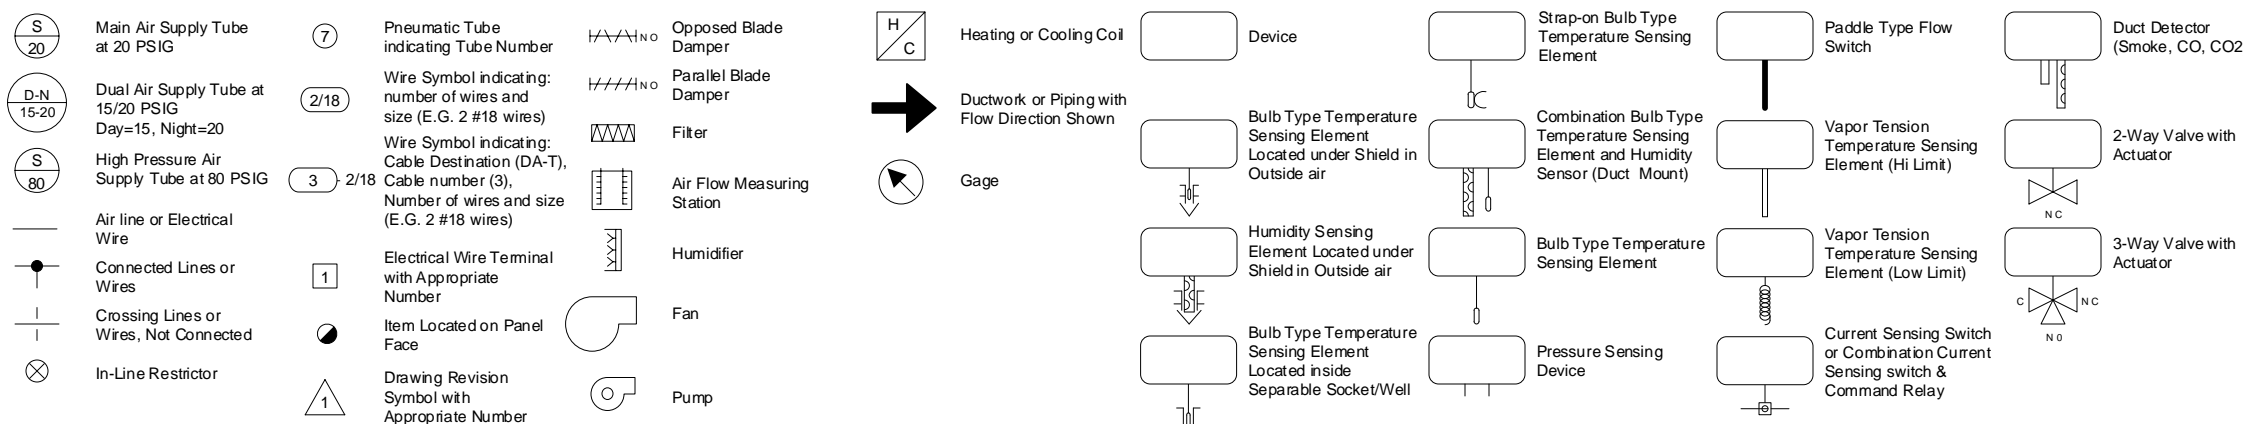 S
20
Main Air Supply Tube
at 20 PSIG
D-N
15-20
Dual Air Supply Tube at
15/20 PSIG
Day=15, Night=20
S
80
High Pressure Air
Supply Tube at 80 PSIG
Air line or Electrical
Wire
Connected Lines or
Wires
Crossing Lines or
Wires, Not Connected
In-Line Restrictor
7
Pneumatic Tube
indicating Tube Number
2/18
Wire Symbol indicating:
number of wires and
size (E.G. 2 #18 wires)
3 - 2/18
Wire Symbol indicating:
Cable Destination (DA-T),
Cable number (3),
Number of wires and size
(E.G. 2 #18 wires)
1
Electrical Wire Terminal
with Appropriate
Number
Item Located on Panel
Face
1
Drawing Revision
Symbol with
Appropriate Number
NO
Opposed Blade
Damper
NO
Parallel Blade
Damper
Filter
Air Flow Measuring
Station
Humidifier
Fan
Pump
H
C
Heating or Cooling Coil
Ductwork or Piping with
Flow Direction Shown
Gage
Device
Bulb Type Temperature
Sensing Element
Located under Shield in
Outside air
Humidity Sensing
Element Located under
Shield in Outside air
Bulb Type Temperature
Sensing Element
Located inside
Separable Socket/Well
Strap-on Bulb Type
Temperature Sensing
Element
Combination Bulb Type
Temperature Sensing
Element and Humidity
Sensor (Duct Mount)
Bulb Type Temperature
Sensing Element
Pressure Sensing
Device
Paddle Type Flow
Switch
Vapor Tension
Temperature Sensing
Element (Hi Limit)
Vapor Tension
Temperature Sensing
Element (Low Limit)
Current Sensing Switch
or Combination Current
Sensing switch &
Command Relay
Duct Detector
(Smoke, CO, CO2
2-Way Valve with
Actuator
NC
3-Way Valve with
Actuator
C
NC
N0